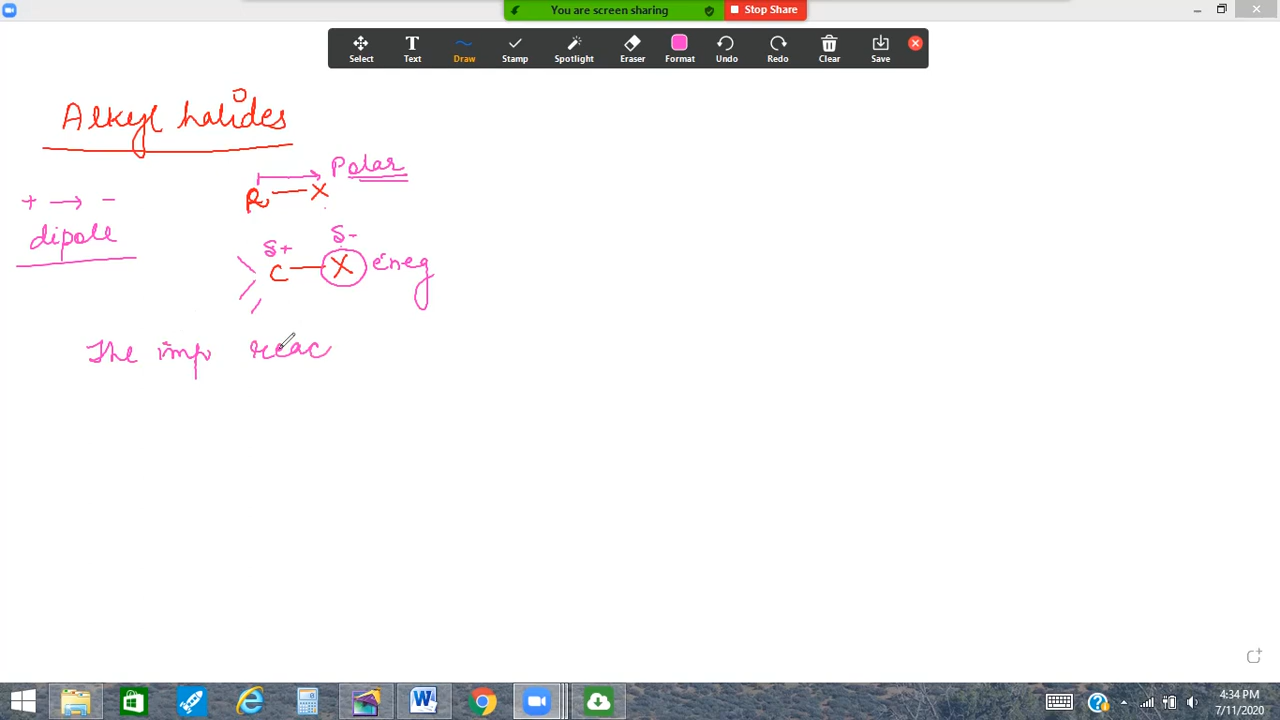 You are screen sharing
Stop Share
Select Text Draw Stamp Spotlight Eraser Format Undo Redo Clear Save
Alkyl halides
Polar
R — X
+ → -
dipole
δ+ δ-
C — X e neg
The imp reac
4:34 PM
7/11/2020